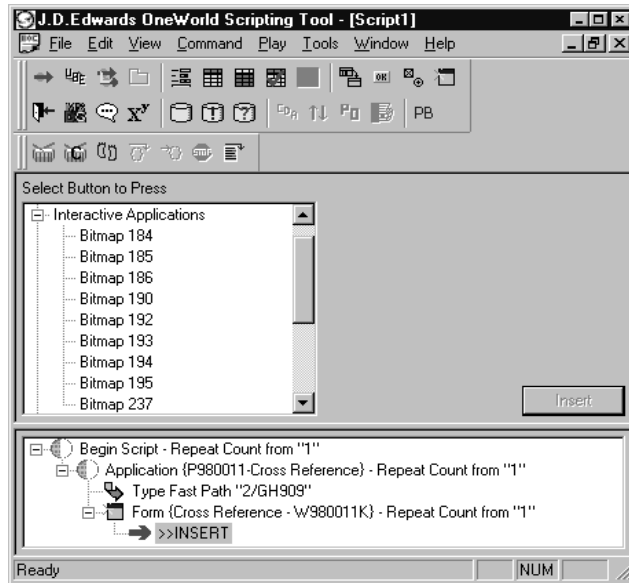 J.D.Edwards OneWorld Scripting Tool - [Script1]
File Edit View Command Play Tools Window Help
UBE OK
X^y PO PB
Select Button to Press
Interactive Applications
Bitmap 184
Bitmap 185
Bitmap 186
Bitmap 190
Bitmap 192
Bitmap 193
Bitmap 194
Bitmap 195
Bitmap 237
Insert
Begin Script - Repeat Count from "1"
Application {P980011-Cross Reference} - Repeat Count from "1"
Type Fast Path "2/GH909"
Form {Cross Reference - W980011K} - Repeat Count from "1"
>>INSERT
Ready NUM